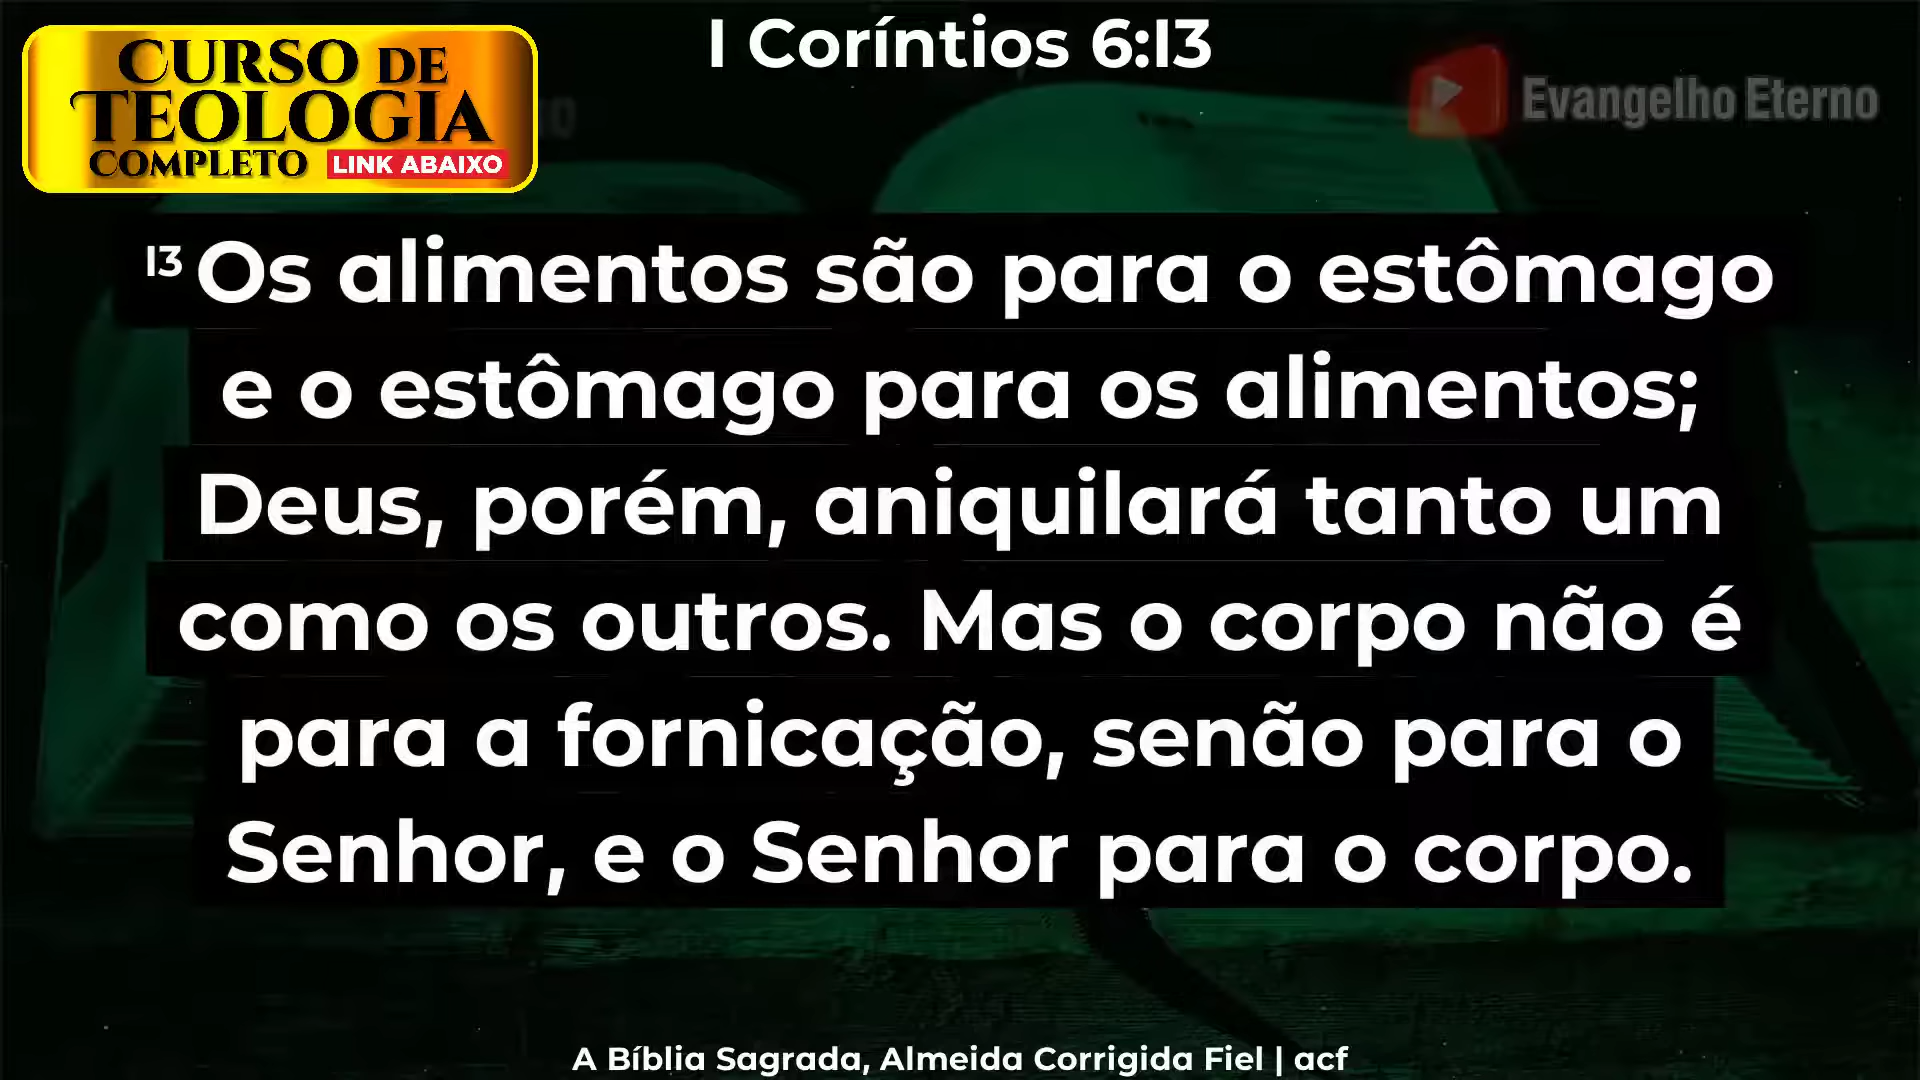 I Coríntios 6:13
CURSO DE
TEOLOGIA
COMPLETO LINK ABAIXO
Evangelho Eterno
13 Os alimentos são para o estômago
e o estômago para os alimentos;
Deus, porém, aniquilará tanto um
como os outros. Mas o corpo não é
para a fornicação, senão para o
Senhor, e o Senhor para o corpo.
A Bíblia Sagrada, Almeida Corrigida Fiel | acf